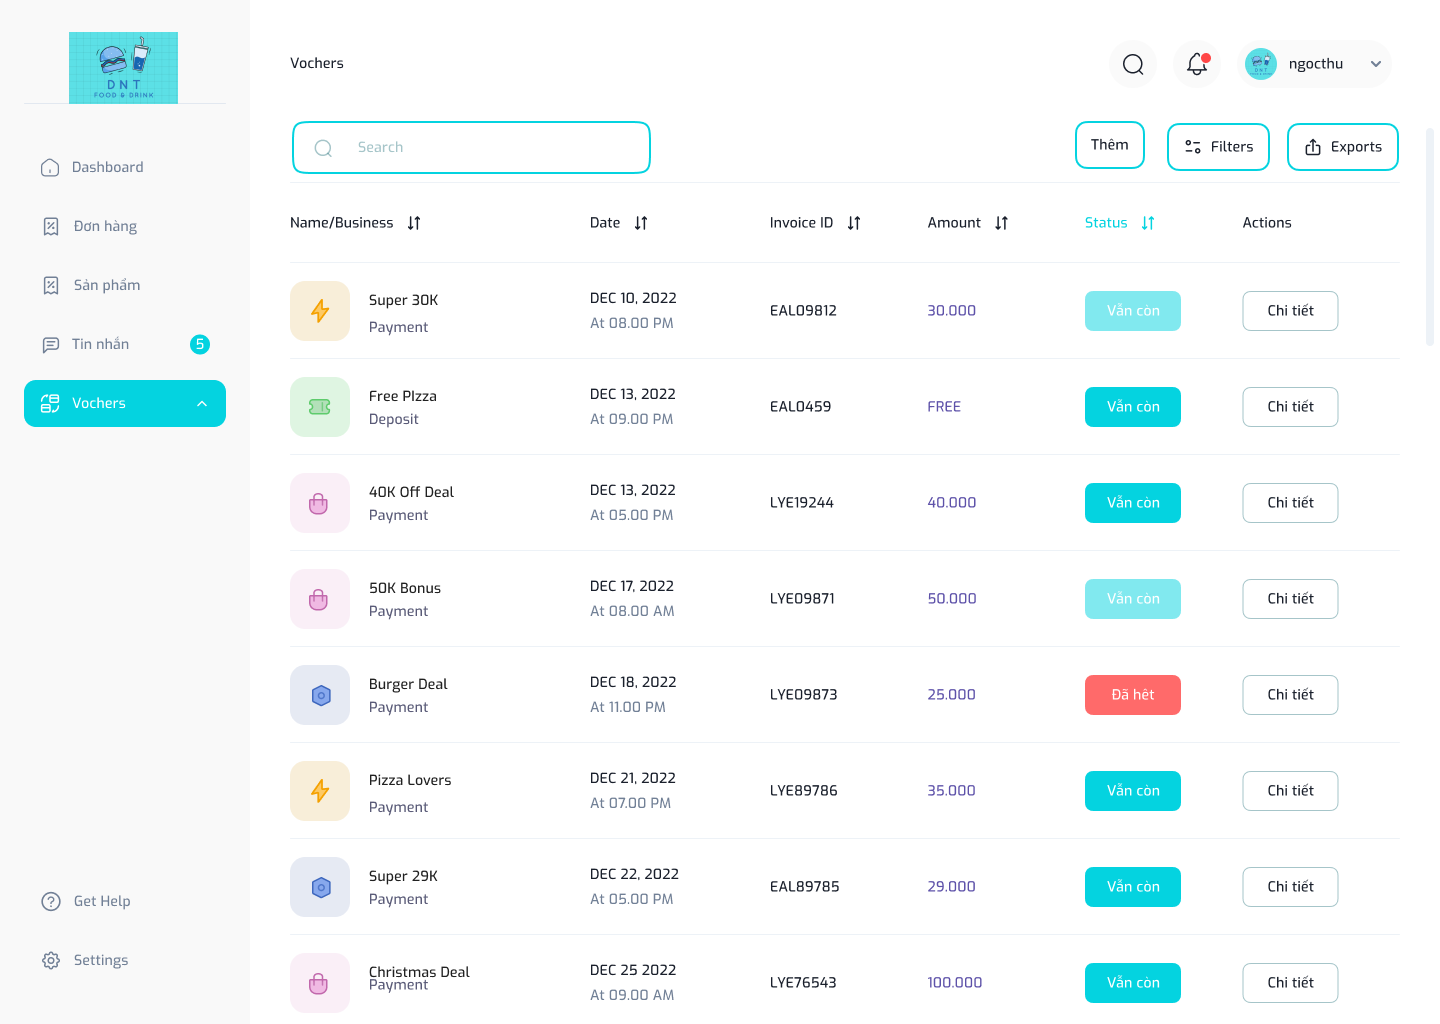 DNT
FOOD & DRINK
Dashboard
Đơn hàng
Sản phẩm
Tin nhắn 5
Vochers
Get Help
Settings
Vochers
ngocthu
Search
Thêm Filters Exports
Name/Business Date Invoice ID Amount Status Actions
Super 30K
Payment
DEC 10, 2022
At 08.00 PM
EAL09812 30.000 Vẫn còn Chi tiết
Free PIzza
Deposit
DEC 13, 2022
At 09.00 PM
EAL0459 FREE Vẫn còn Chi tiết
40K Off Deal
Payment
DEC 13, 2022
At 05.00 PM
LYE19244 40.000 Vẫn còn Chi tiết
50K Bonus
Payment
DEC 17, 2022
At 08.00 AM
LYE09871 50.000 Vẫn còn Chi tiết
Burger Deal
Payment
DEC 18, 2022
At 11.00 PM
LYE09873 25.000 Đã hêt Chi tiết
Pizza Lovers
Payment
DEC 21, 2022
At 07.00 PM
LYE89786 35.000 Vẫn còn Chi tiết
Super 29K
Payment
DEC 22, 2022
At 05.00 PM
EAL89785 29.000 Vẫn còn Chi tiết
Christmas Deal
Payment
DEC 25 2022
At 09.00 AM
LYE76543 100.000 Vẫn còn Chi tiết